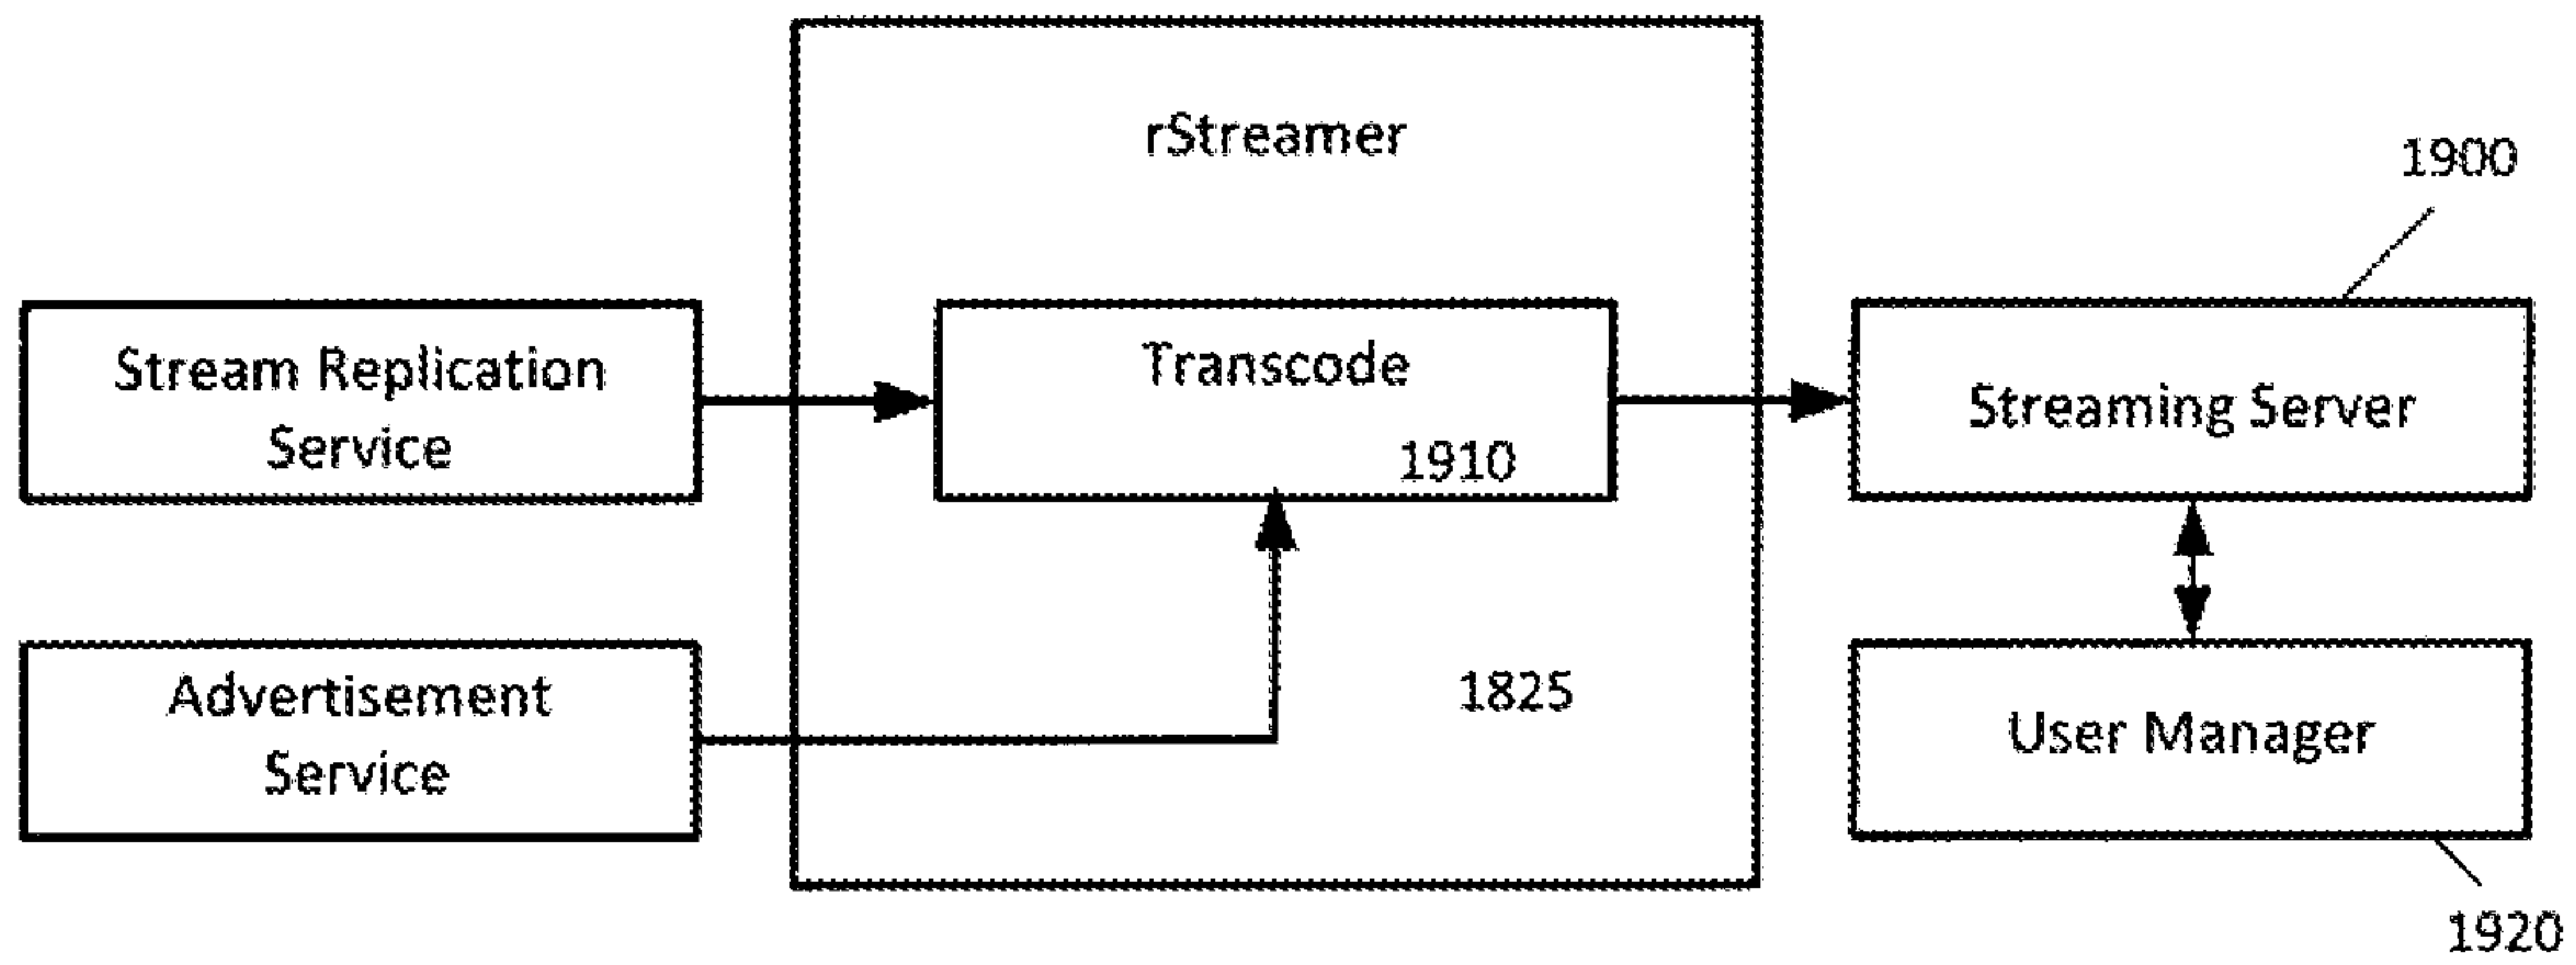 rStreamer
1900
Stream Replication
Service
Transcode
1910
Streaming Server
Advertisement
Service
1825
User Manager
1920